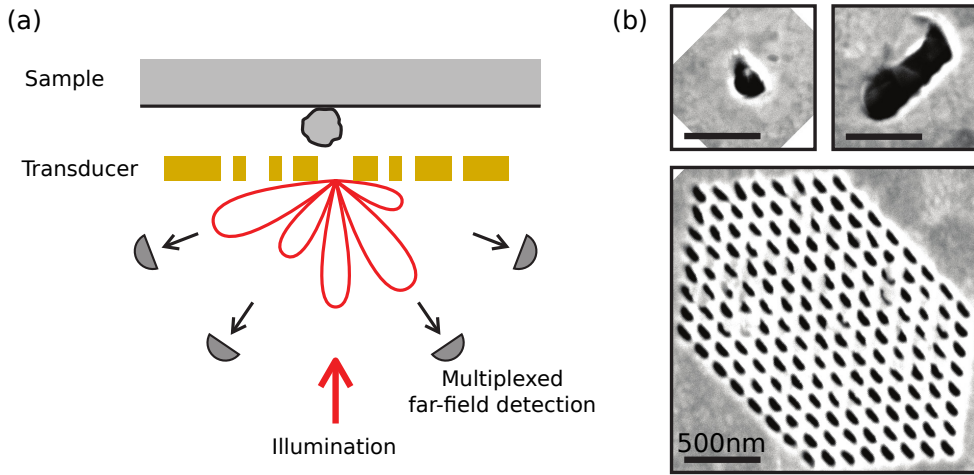 (a)
Sample
Transducer
Multiplexed
far-field detection
Illumination
(b)
500nm